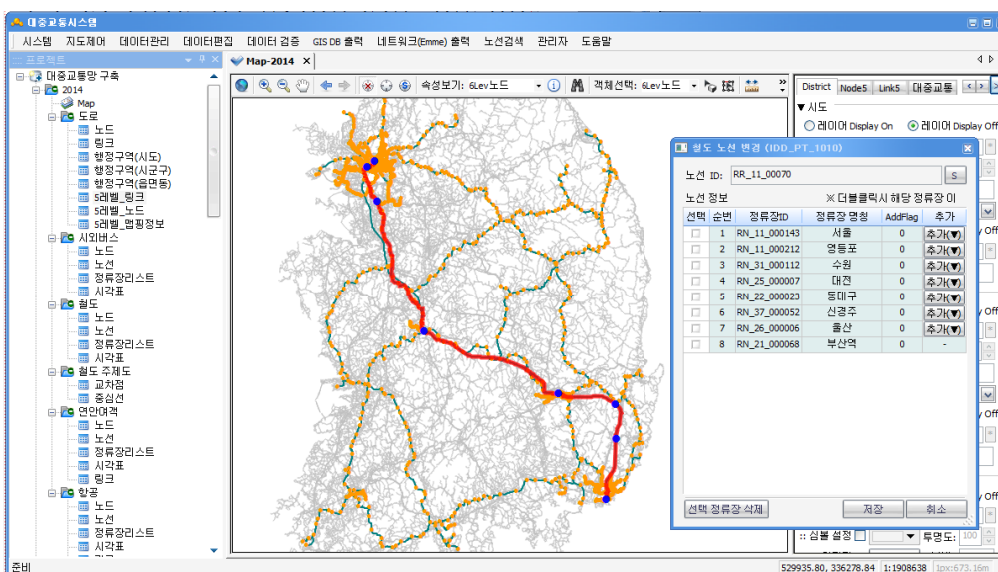 대중교통시스템
시스템 지도제어 데이터관리 데이터편집 데이터 검증 GIS DB 출력 네트워크(Emme) 출력 노선검색 관리자 도움말
프로젝트
Map-2014
대중교통망 구축
2014
Map
도로
노드
링크
행정구역(시도)
행정구역(시군구)
행정구역(읍면동)
5레벨_링크
5레벨_노드
5레벨_맵핑정보
시외버스
노드
노선
정류장리스트
시각표
철도
노드
노선
정류장리스트
시각표
철도 주제도
교차점
중심선
연안여객
노드
노선
정류장리스트
시각표
링크
항공
노드
노선
정류장리스트
시각표
속성보기: 6Lev노드 객체선택: 6Lev노드
District Node5 Link5 대중교통
▼ 시도
레이어 Display On 레이어 Display Off
철도 노선 변경 (IDD_PT_1010)
노선 ID: RR_11_00070 S
노선 정보 ※ 더블클릭시 해당 정류장 이
선택 순번 정류장ID 정류장 명칭 AddFlag 추가
1 RN_11_000143 서울 0 추가(▼)
2 RN_11_000212 영등포 0 추가(▼)
3 RN_31_000112 수원 0 추가(▼)
4 RN_25_000007 대전 0 추가(▼)
5 RN_22_000023 동대구 0 추가(▼)
6 RN_37_000052 신경주 0 추가(▼)
7 RN_26_000006 울산 0 추가(▼)
8 RN_21_000068 부산역 0 -
선택 정류장 삭제 저장 취소
:: 심볼 설정 투명도: 100
준비 529935.80, 336278.84 1:1908638 1px:673.16m